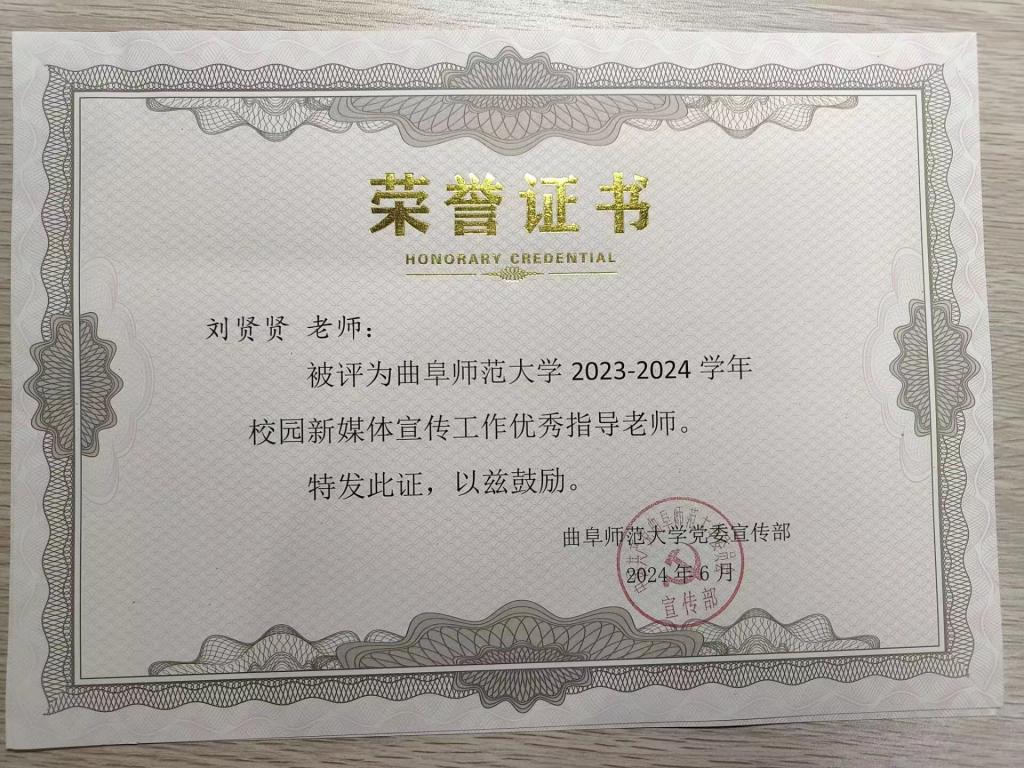 荣誉证书
HONORARY CREDENTIAL
刘贤贤 老师：
被评为曲阜师范大学 2023-2024 学年
校园新媒体宣传工作优秀指导老师。
特发此证，以兹鼓励。
曲阜师范大学党委宣传部
2024 年 6 月
宣传部